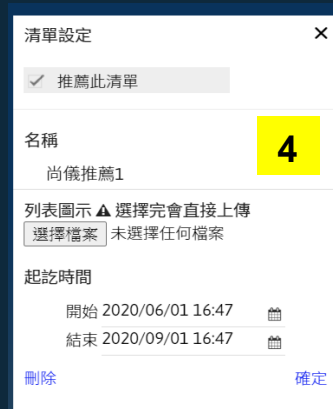 清單設定
推薦此清單
名稱
4
尚儀推薦1
列表圖示 選擇完會直接上傳
選擇檔案 未選擇任何檔案
起訖時間
開始 2020/06/01 16:47
結束 2020/09/01 16:47
刪除 確定